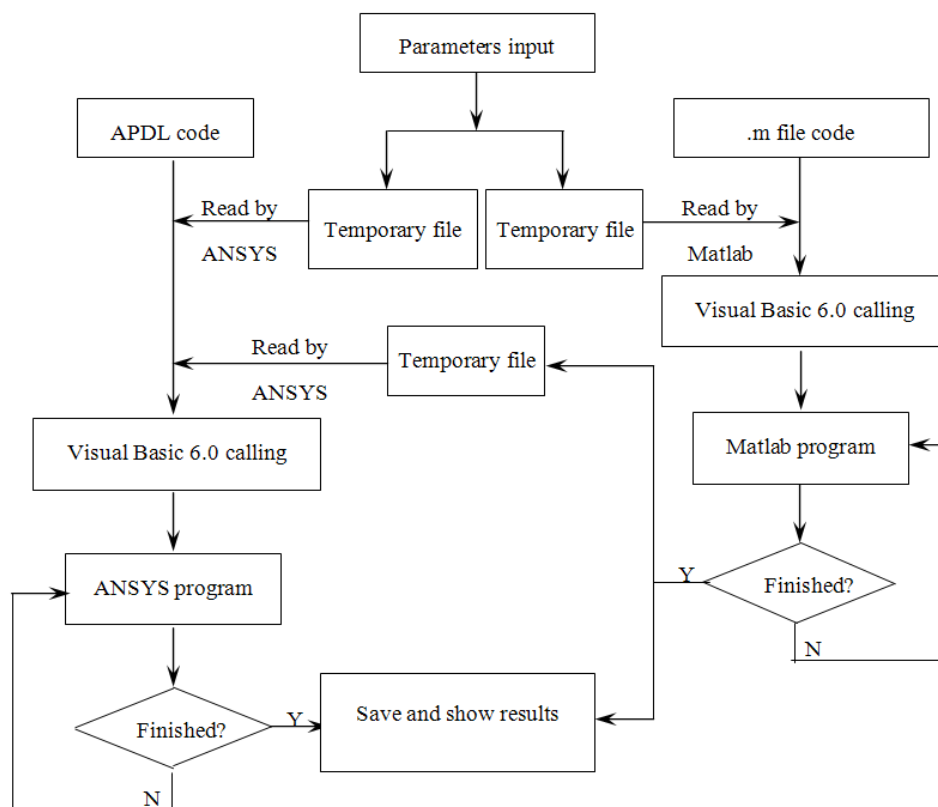 Parameters input
APDL code
.m file code
Read by
Temporary file
Temporary file
Read by
ANSYS
Matlab
Visual Basic 6.0 calling
Read by
Temporary file
ANSYS
Visual Basic 6.0 calling
Matlab program
ANSYS program
Y
Finished?
N
Finished?
Y
Save and show results
N